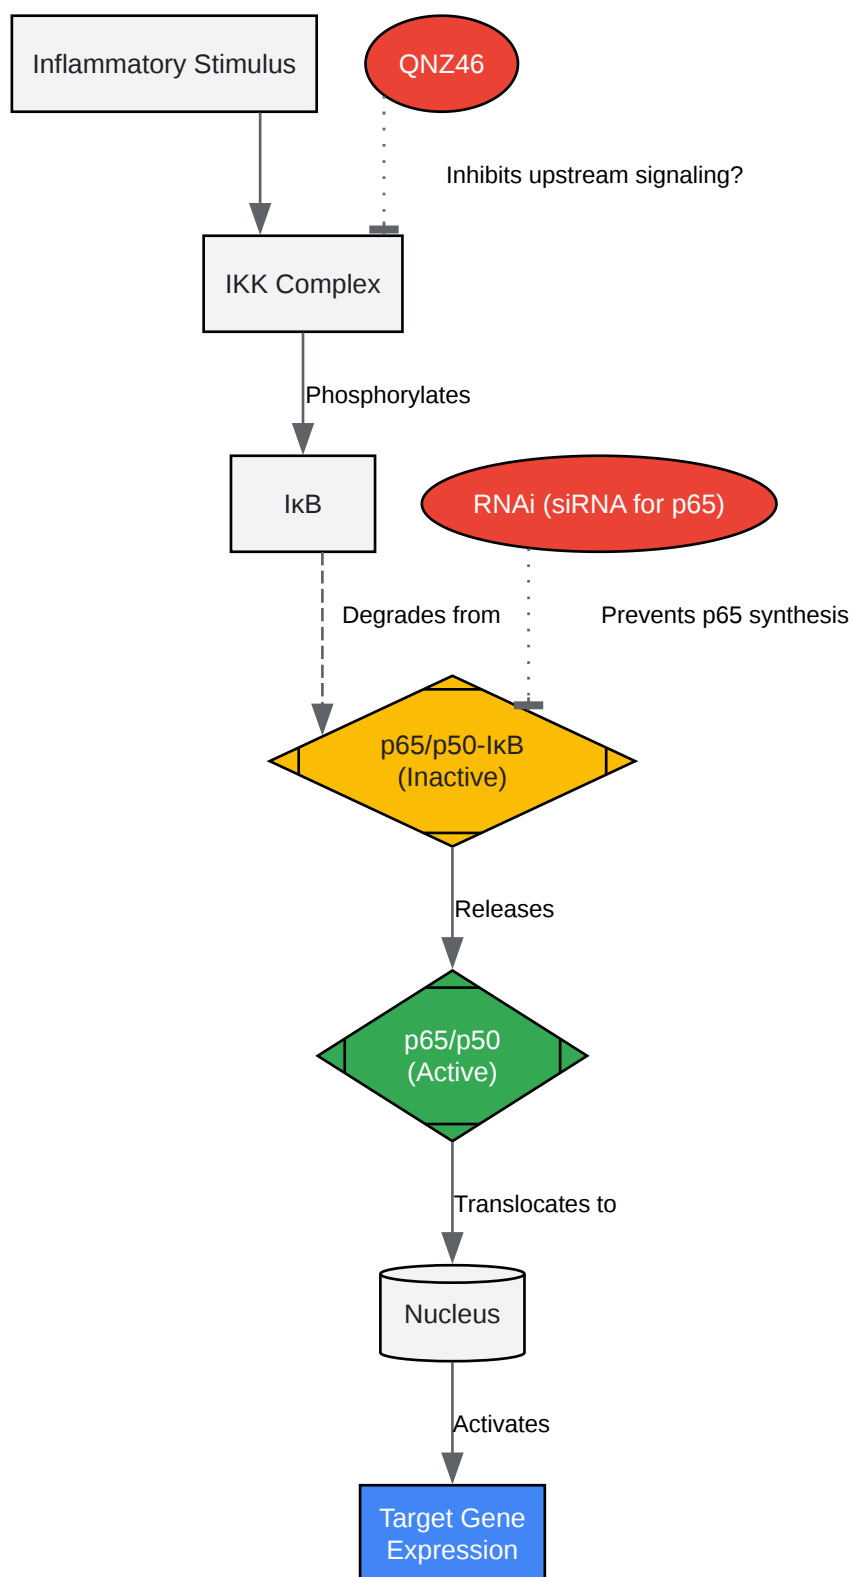 Inflammatory Stimulus
QNZ46
Inhibits upstream signaling?
IKK Complex
Phosphorylates
IκB
RNAi (siRNA for p65)
Degrades from
Prevents p65 synthesis
p65/p50-IκB
(Inactive)
Releases
p65/p50
(Active)
Translocates to
Nucleus
Activates
Target Gene
Expression